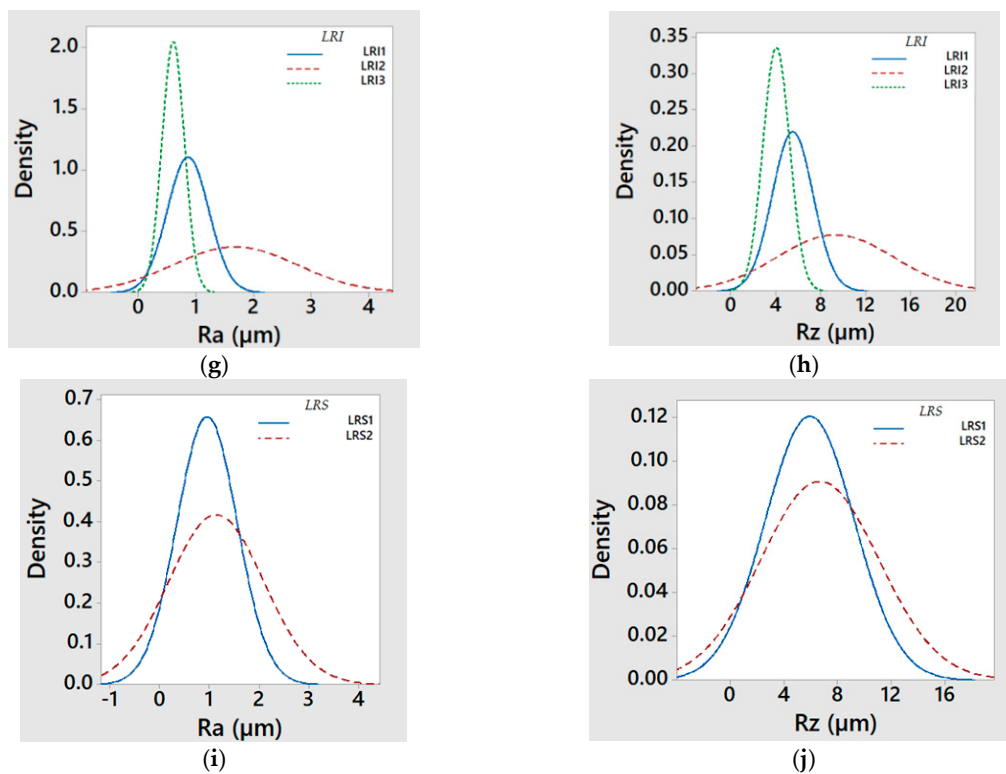 LRI
LRI1
LRI2
LRI3
Density
2.0
1.5
1.0
0.5
0.0
0 1 2 3 4
Ra (µm)
(g)
LRI
LRI1
LRI2
LRI3
Density
0.35
0.30
0.25
0.20
0.15
0.10
0.05
0.00
0 4 8 12 16 20
Rz (µm)
(h)
LRS
LRS1
LRS2
Density
0.7
0.6
0.5
0.4
0.3
0.2
0.1
0.0
-1 0 1 2 3 4
Ra (µm)
(i)
LRS
LRS1
LRS2
Density
0.12
0.10
0.08
0.06
0.04
0.02
0.00
0 4 8 12 16
Rz (µm)
(j)